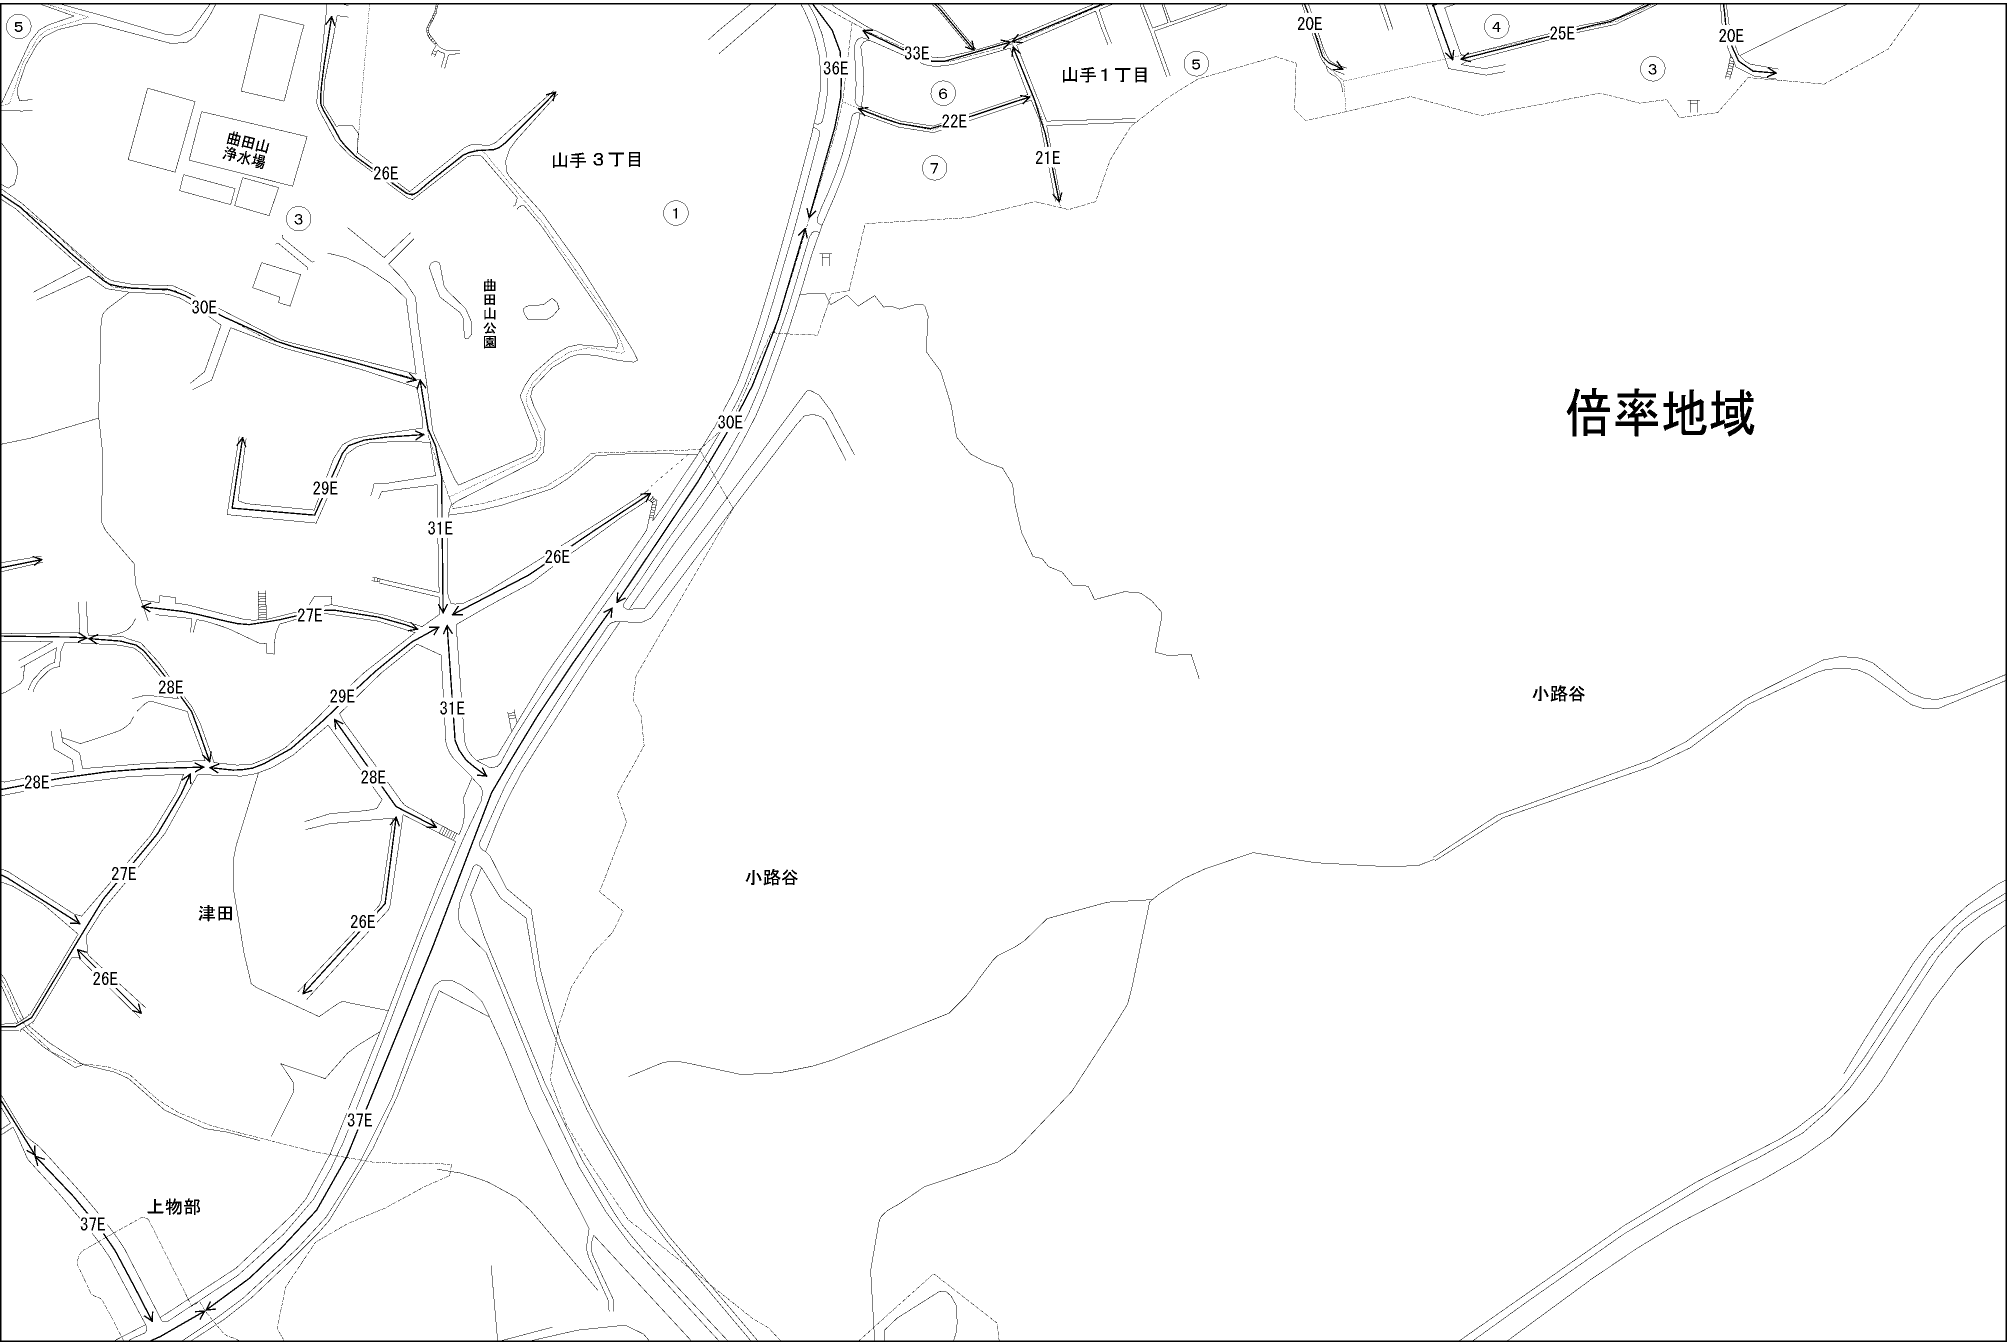 ⑤
20E
④
25E
20E
33E
36E
山手1丁目
⑤
③
⑥
22E
曲田山
浄水場
26E
山手3丁目
21E
⑦
③
①
30E
曲田山公園
倍率地域
30E
29E
31E
26E
27E
28E
29E
31E
小路谷
28E
28E
27E
小路谷
津田
26E
26E
37E
上物部
37E